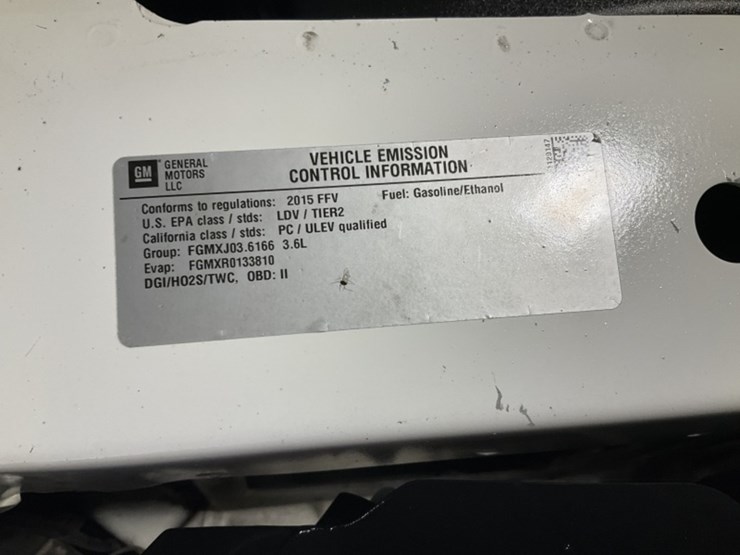 GM GENERAL
MOTORS
LLC
VEHICLE EMISSION
CONTROL INFORMATION
Conforms to regulations: 2015 FFV Fuel: Gasoline/Ethanol
U.S. EPA class / stds: LDV / TIER2
California class / stds: PC / ULEV qualified
Group: FGMXJ03.6166 3.6L
Evap: FGMXR0133810
DGI/HO2S/TWC, OBD: II